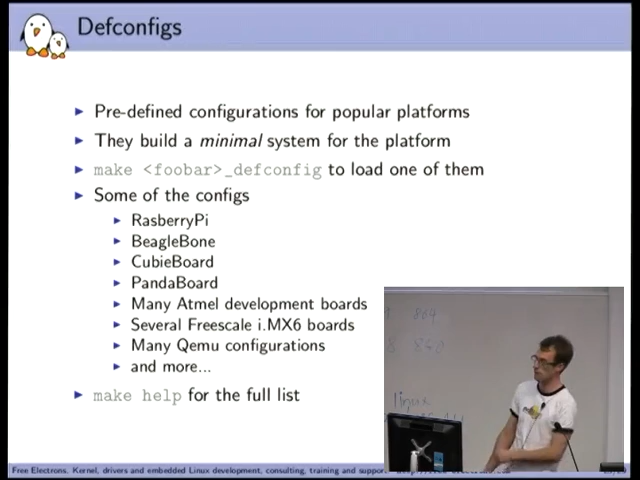 Defconfigs
Pre-defined configurations for popular platforms
They build a minimal system for the platform
make <foobar>_defconfig to load one of them
Some of the configs
RasberryPi
BeagleBone
CubieBoard
PandaBoard
Many Atmel development boards
Several Freescale i.MX6 boards
Many Qemu configurations
and more...
make help for the full list
linux
Free Electrons. Kernel, drivers and embedded Linux development, consulting, training and support.